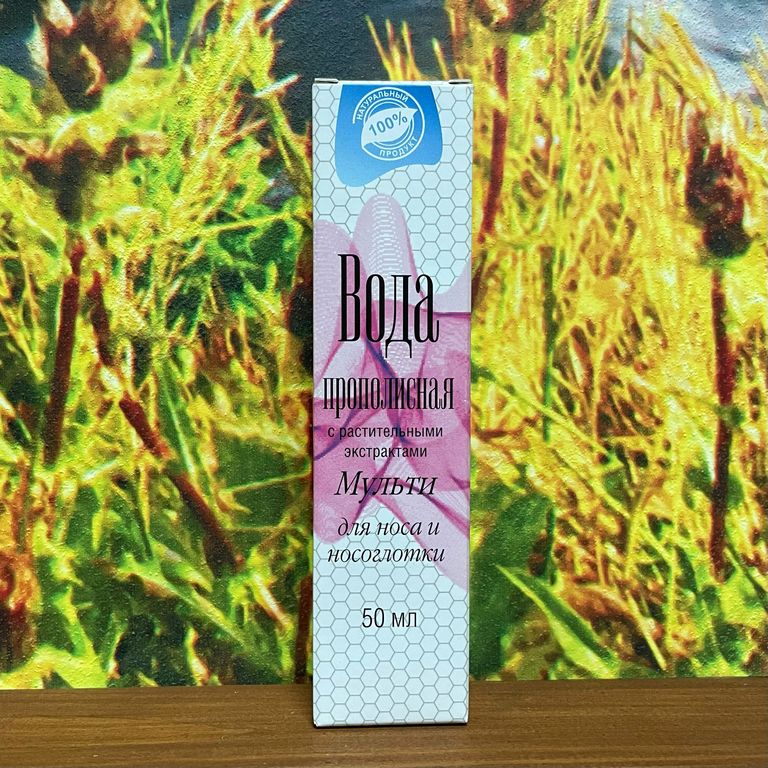 НАТУРАЛЬНЫЙ
100%
ПРОДУКТ
Вода
прополисная
с растительными
экстрактами
Мульти
для носа и
носоглотки
50 мл